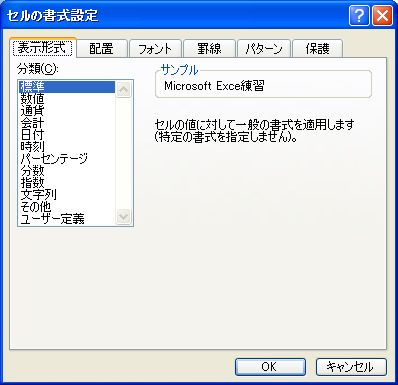 セルの書式設定
表示形式 配置 フォント 罫線 パターン 保護
分類(C):
標準
数値
通貨
会計
日付
時刻
パーセンテージ
分数
指数
文字列
その他
ユーザー定義
サンプル
Microsoft Exce練習
セルの値に対して一般の書式を適用します
(特定の書式を指定しません)。
OK キャンセル